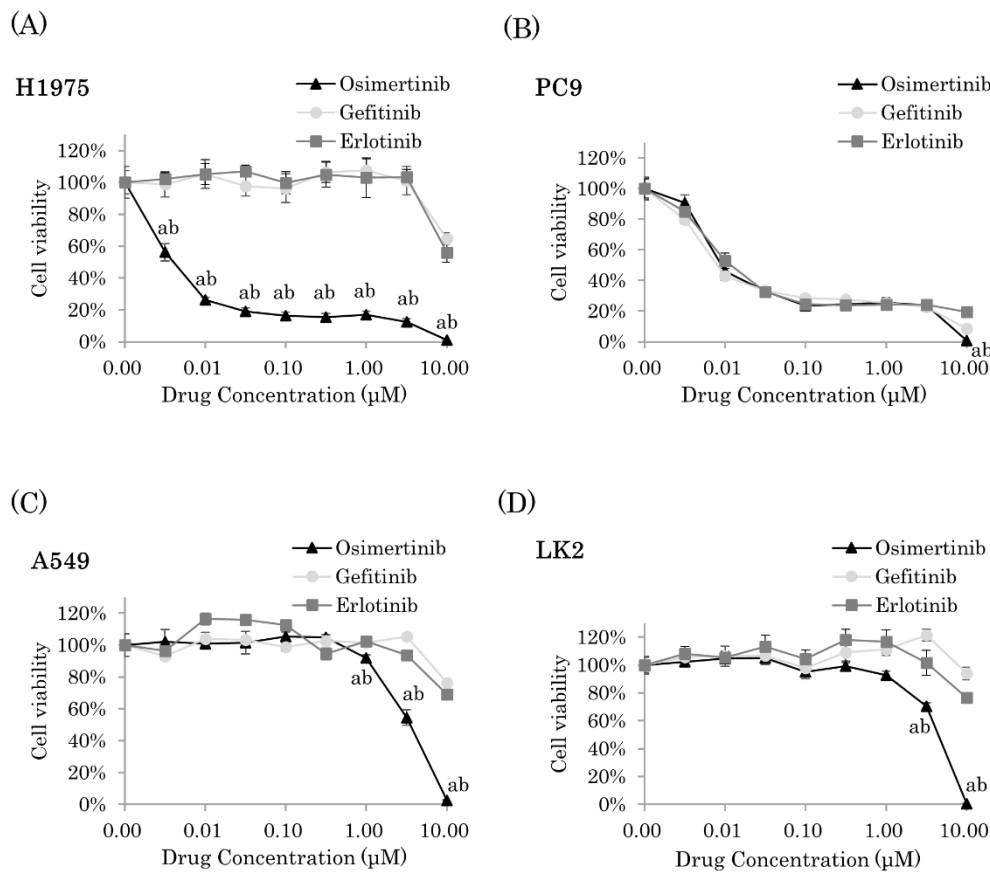 (A)
H1975
Osimertinib
Gefitinib
Erlotinib
120%
100%
80%
60%
40%
20%
0%
Cell viability
ab
ab
ab
ab
ab
ab
ab
ab
0.00
0.01
0.10
1.00
10.00
Drug Concentration (µM)
(B)
PC9
Osimertinib
Gefitinib
Erlotinib
120%
100%
80%
60%
40%
20%
0%
Cell viability
ab
0.00
0.01
0.10
1.00
10.00
Drug Concentration (µM)
(C)
A549
Osimertinib
Gefitinib
Erlotinib
120%
100%
80%
60%
40%
20%
0%
Cell viability
ab
ab
ab
0.00
0.01
0.10
1.00
10.00
Drug Concentration (µM)
(D)
LK2
Osimertinib
Gefitinib
Erlotinib
120%
100%
80%
60%
40%
20%
0%
Cell viability
ab
ab
0.00
0.01
0.10
1.00
10.00
Drug Concentration (µM)